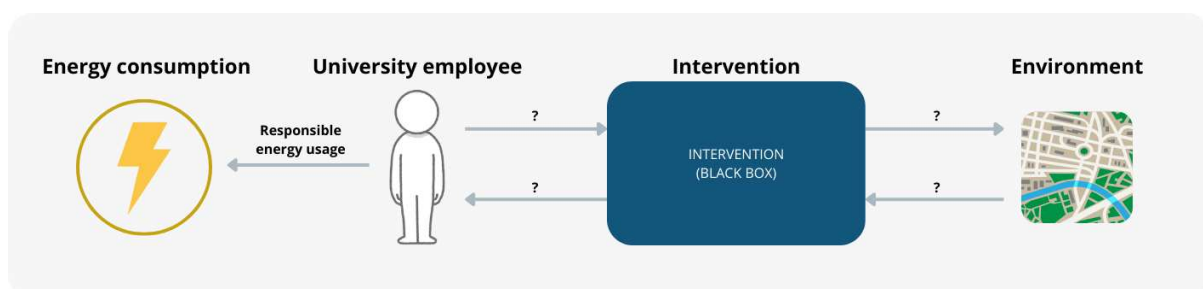 Energy consumption
University employee
Intervention
Environment
Responsible
energy usage
?
?
INTERVENTION
(BLACK BOX)
?
?